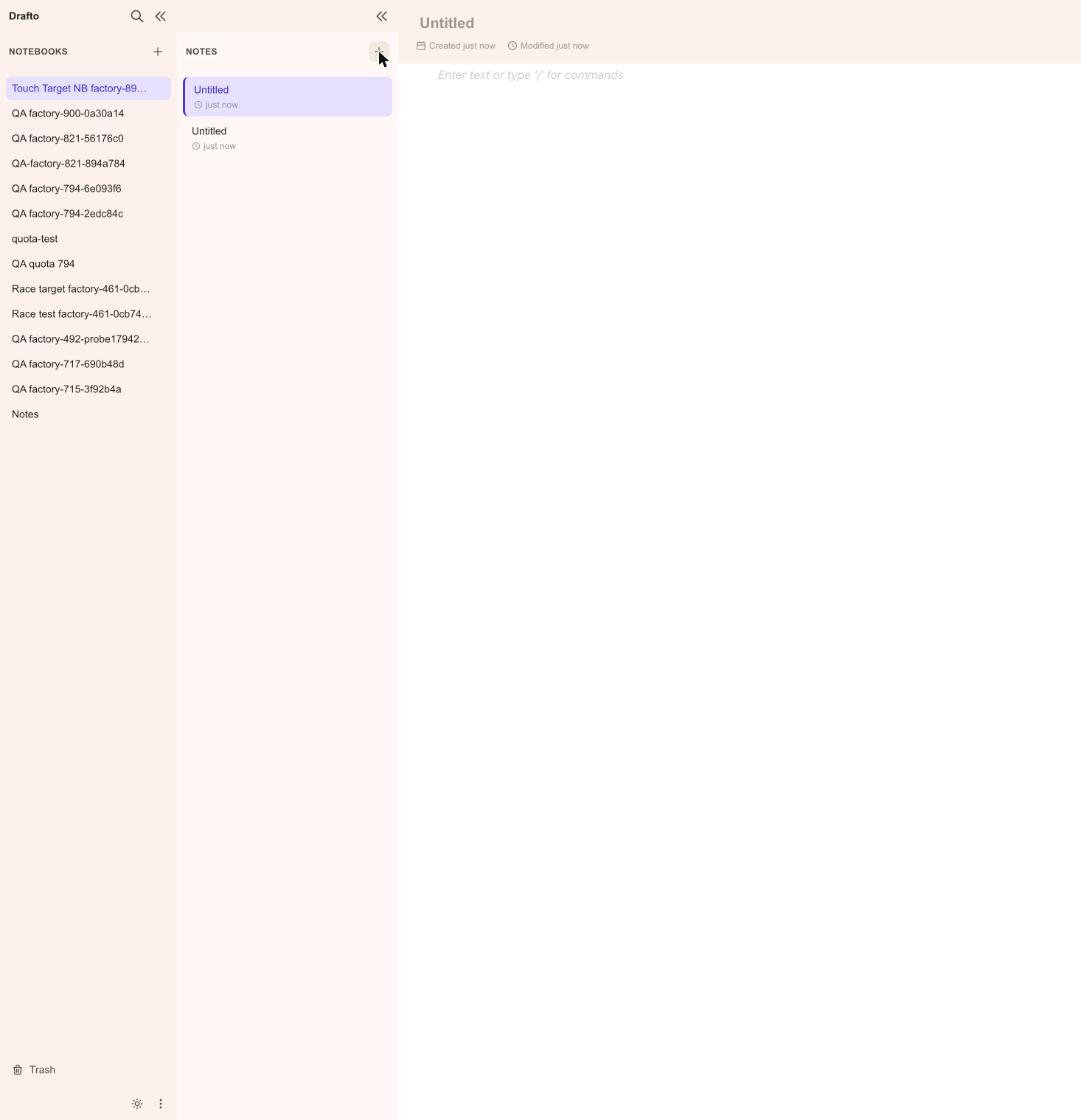 Drafto
NOTEBOOKS
Touch Target NB factory-89…
QA factory-900-0a30a14
QA factory-821-56176c0
QA-factory-821-894a784
QA factory-794-6e093f6
QA factory-794-2edc84c
quota-test
QA quota 794
Race target factory-461-0cb…
Race test factory-461-0cb74…
QA factory-492-probe17942…
QA factory-717-690b48d
QA factory-715-3f92b4a
Notes
Trash
NOTES
Untitled
just now
Untitled
just now
Untitled
Created just now Modified just now
Enter text or type '/' for commands